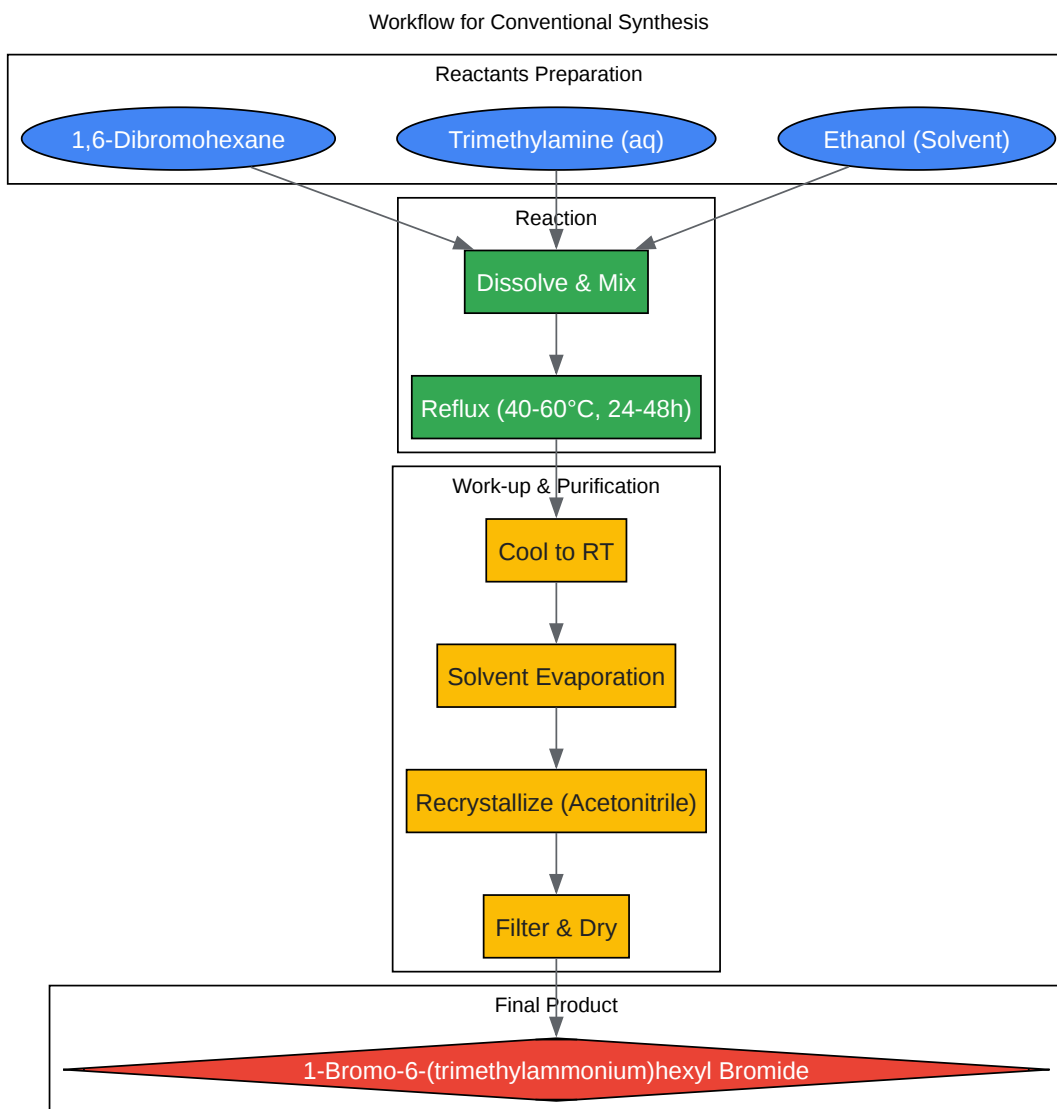 Workflow for Conventional Synthesis
Reactants Preparation
1,6-Dibromohexane
Trimethylamine (aq)
Ethanol (Solvent)
Reaction
Dissolve & Mix
Reflux (40-60°C, 24-48h)
Work-up & Purification
Cool to RT
Solvent Evaporation
Recrystallize (Acetonitrile)
Filter & Dry
Final Product
1-Bromo-6-(trimethylammonium)hexyl Bromide